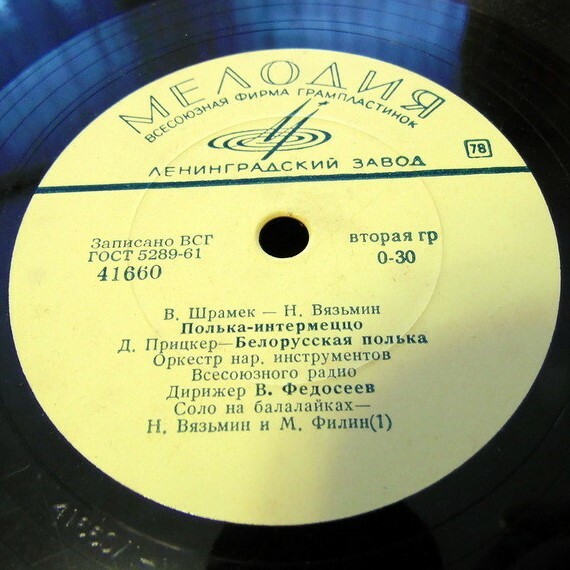 МЕЛОДИЯ
ВСЕСОЮЗНАЯ ФИРМА ГРАМПЛАСТИНОК
ЛЕНИНГРАДСКИЙ ЗАВОД
78
Записано ВСГ
ГОСТ 5289-61
41660
вторая гр
0-30
В. Шрамек — Н. Вязьмин
Полька-интермеццо
Д. Прицкер—Белорусская полька
Оркестр нар. инструментов
Всесоюзного радио
Дирижер В. Федосеев
Соло на балалайках—
Н. Вязьмин и М. Филин(1)